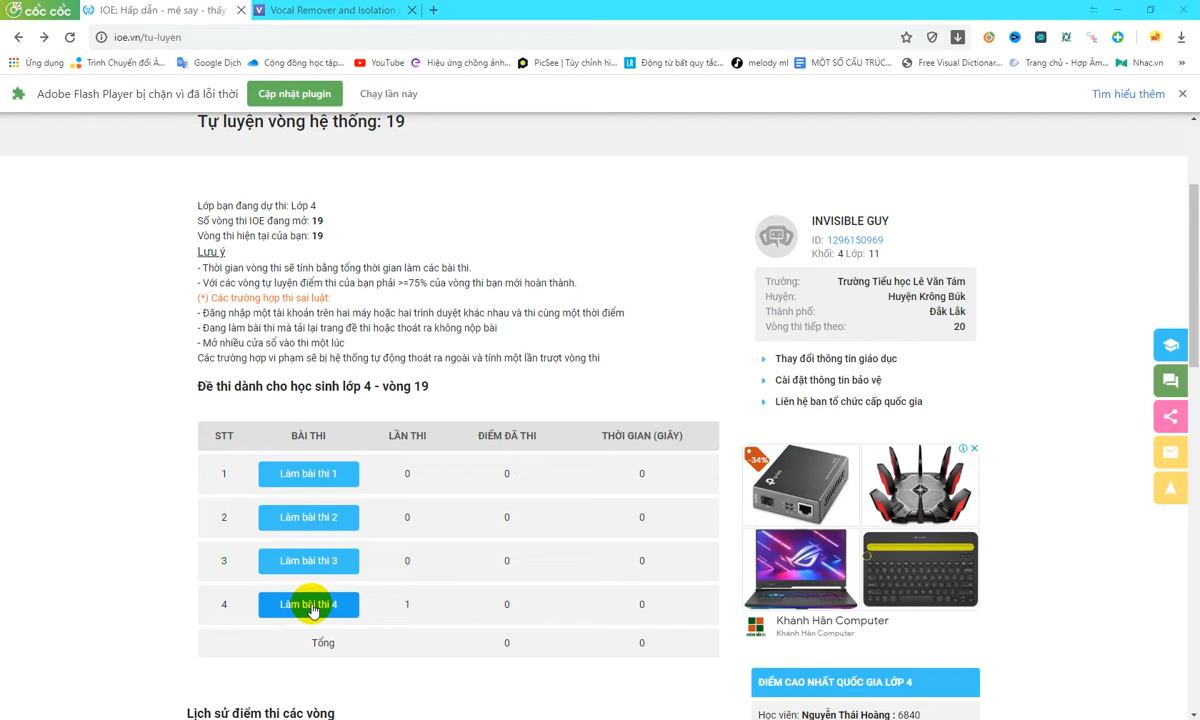 cốc cốc
IOE: Hấp dẫn - mê say - thấy
Vocal Remover and Isolation
ioe.vn/tu-luyen
Ứng dụng
Trình Chuyển đổi Â...
Google Dịch
Cộng đồng học tập...
YouTube
Hiệu ứng chồng ảnh...
PicSee | Tùy chỉnh hì...
Động từ bất quy tắc...
melody ml
MỘT SỐ CẤU TRÚC...
Free Visual Dictionar...
Trang chủ - Hợp Âm...
Nhac.vn
Adobe Flash Player bị chặn vì đã lỗi thời
Cập nhật plugin
Chạy lần này
Tìm hiểu thêm
Tự luyện vòng hệ thống: 19
Lớp bạn đang dự thi: Lớp 4
Số vòng thi IOE đang mở: 19
Vòng thi hiện tại của bạn: 19
Lưu ý
- Thời gian vòng thi sẽ tính bằng tổng thời gian làm các bài thi.
- Với các vòng tự luyện điểm thi của bạn phải >=75% của vòng thi bạn mới hoàn thành.
(*) Các trường hợp thi sai luật:
- Đăng nhập một tài khoản trên hai máy hoặc hai trình duyệt khác nhau và thi cùng một thời điểm
- Đang làm bài thi mà tải lại trang đề thi hoặc thoát ra không nộp bài
- Mở nhiều cửa sổ vào thi một lúc
Các trường hợp vi phạm sẽ bị hệ thống tự động thoát ra ngoài và tính một lần trượt vòng thi
Đề thi dành cho học sinh lớp 4 - vòng 19
STT BÀI THI LẦN THI ĐIỂM ĐÃ THI THỜI GIAN (GIÂY)
1 Làm bài thi 1 0 0 0
2 Làm bài thi 2 0 0 0
3 Làm bài thi 3 0 0 0
4 Làm bài thi 4 1 0 0
Tổng 0 0
Lịch sử điểm thi các vòng
INVISIBLE GUY
ID: 1296150969
Khối: 4 Lớp: 11
Trường: Trường Tiểu học Lê Văn Tám
Huyện: Huyện Krông Búk
Thành phố: Đắk Lắk
Vòng thi tiếp theo: 20
Thay đổi thông tin giáo dục
Cài đặt thông tin bảo vệ
Liên hệ ban tổ chức cấp quốc gia
-34%
Khánh Hân Computer
Khánh Hân Computer
ĐIỂM CAO NHẤT QUỐC GIA LỚP 4
Học viên: Nguyễn Thái Hoàng : 6840